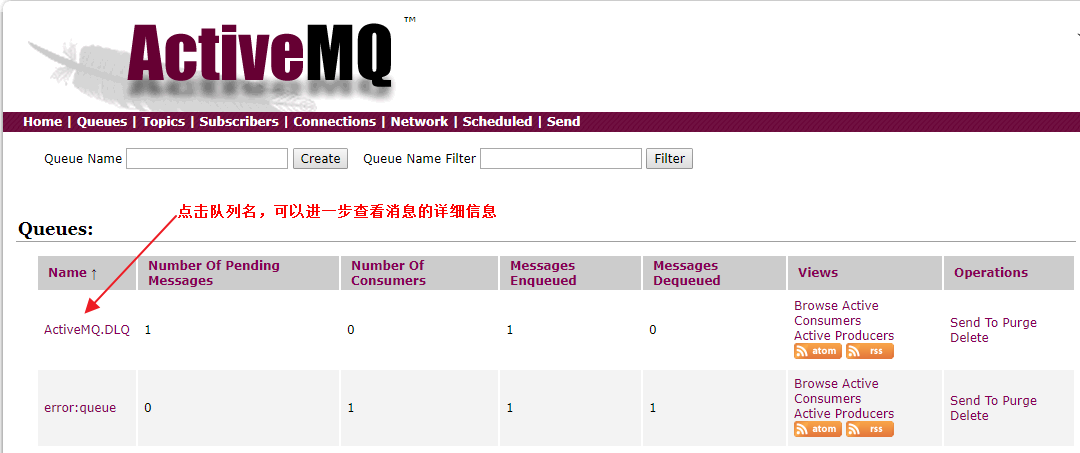 ActiveMQ™
Home | Queues | Topics | Subscribers | Connections | Network | Scheduled | Send
Queue Name Create Queue Name Filter Filter
点击队列名，可以进一步查看消息的详细信息
Queues:
Name ↑ Number Of Pending Messages Number Of Consumers Messages Enqueued Messages Dequeued Views Operations
ActiveMQ.DLQ 1 0 1 0 Browse Active Consumers Active Producers atom rss Send To Purge Delete
error:queue 0 1 1 1 Browse Active Consumers Active Producers atom rss Send To Purge Delete